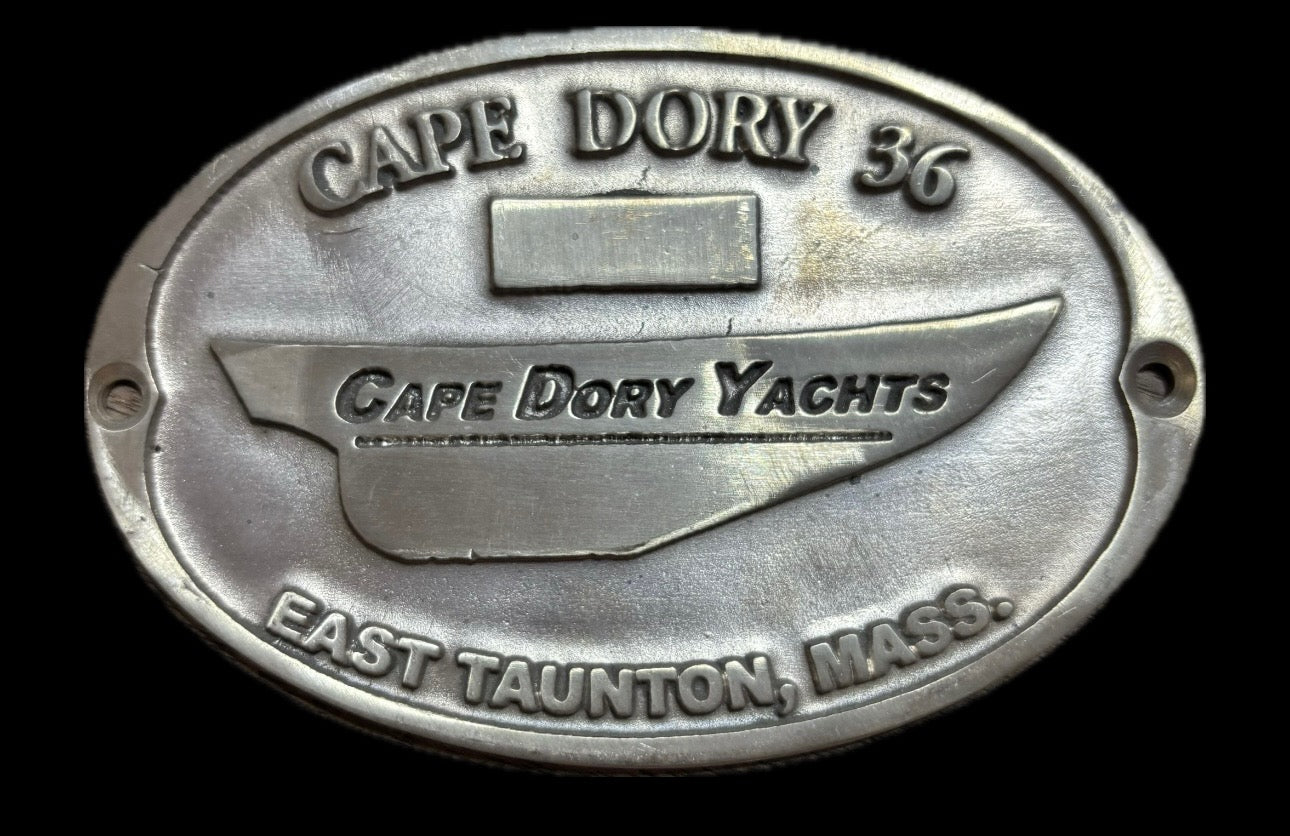 CAPE DORY 36
CAPE DORY YACHTS
EAST TAUNTON, MASS.